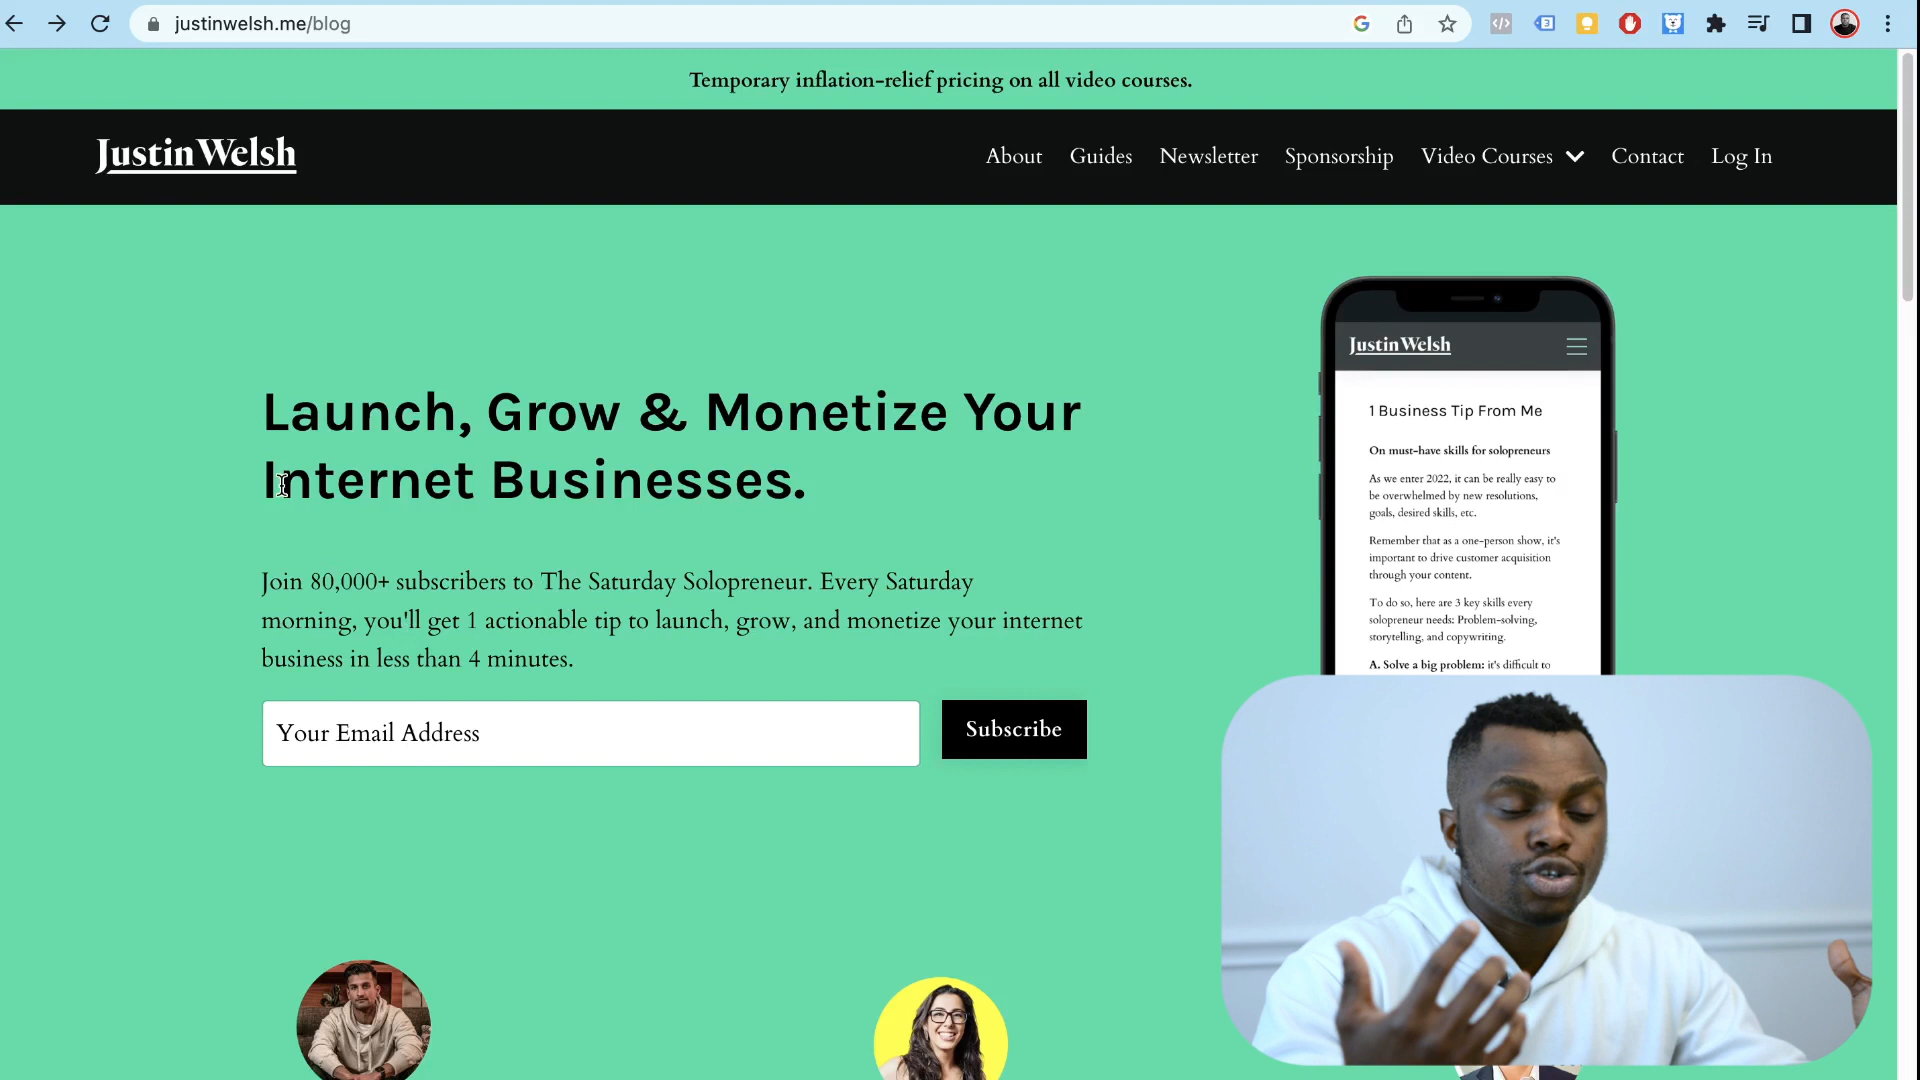 justinwelsh.me/blog
Temporary inflation-relief pricing on all video courses.
JustinWelsh
About Guides Newsletter Sponsorship Video Courses Contact Log In
Launch, Grow & Monetize Your
Internet Businesses.
Join 80,000+ subscribers to The Saturday Solopreneur. Every Saturday
morning, you'll get 1 actionable tip to launch, grow, and monetize your internet
business in less than 4 minutes.
Your Email Address
Subscribe
JustinWelsh
1 Business Tip From Me
On must-have skills for solopreneurs
As we enter 2022, it can be really easy to
be overwhelmed by new resolutions,
goals, desired skills, etc.
Remember that as a one-person show, it's
important to drive customer acquisition
through your content.
To do so, here are 3 key skills every
solopreneur needs: Problem-solving,
storytelling, and copywriting.
A. Solve a big problem: it's difficult to